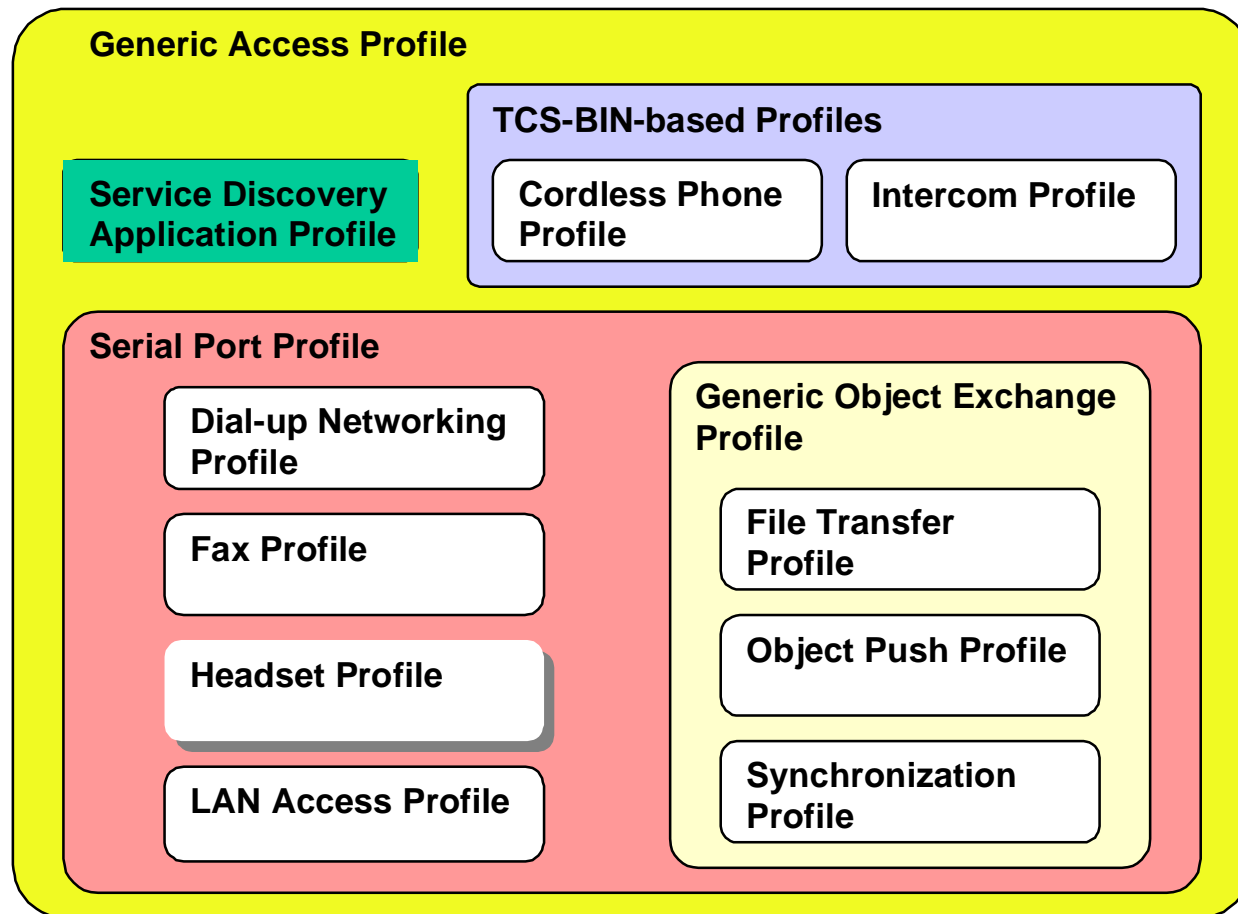 Generic Access Profile
TCS-BIN-based Profiles
Service Discovery
Application Profile
Cordless Phone
Profile
Intercom Profile
Serial Port Profile
Dial-up Networking
Profile
Fax Profile
Headset Profile
LAN Access Profile
Generic Object Exchange
Profile
File Transfer
Profile
Object Push Profile
Synchronization
Profile